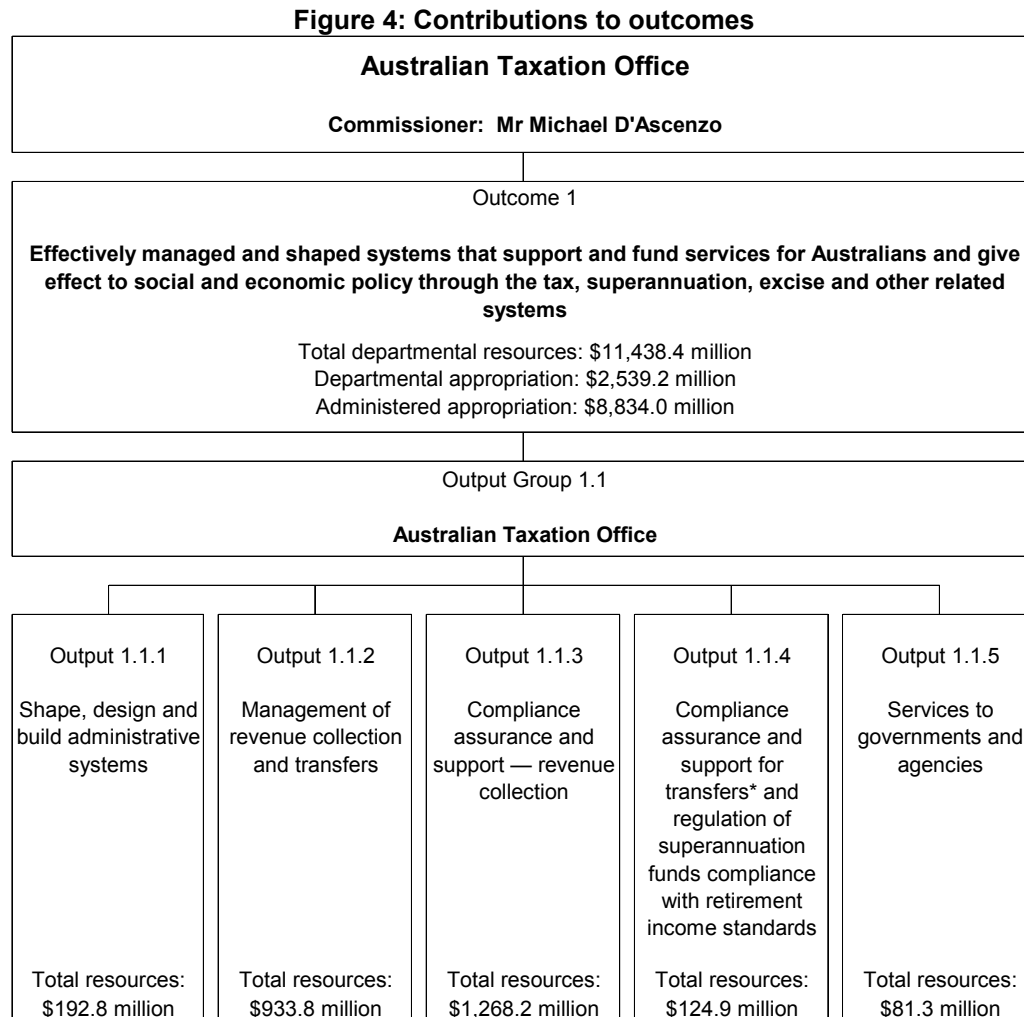 Figure 4: Contributions to outcomes
Australian Taxation Office
Commissioner: Mr Michael D'Ascenzo
Outcome 1
Effectively managed and shaped systems that support and fund services for Australians and give
effect to social and economic policy through the tax, superannuation, excise and other related
systems
Total departmental resources: $11,438.4 million
Departmental appropriation: $2,539.2 million
Administered appropriation: $8,834.0 million
Output Group 1.1
Australian Taxation Office
Output 1.1.1
Shape, design and
build administrative
systems
Total resources:
$192.8 million
Output 1.1.2
Management of
revenue collection
and transfers
Total resources:
$933.8 million
Output 1.1.3
Compliance
assurance and
support — revenue
collection
Total resources:
$1,268.2 million
Output 1.1.4
Compliance
assurance and
support for
transfers* and
regulation of
superannuation
funds compliance
with retirement
income standards
Total resources:
$124.9 million
Output 1.1.5
Services to
governments and
agencies
Total resources:
$81.3 million